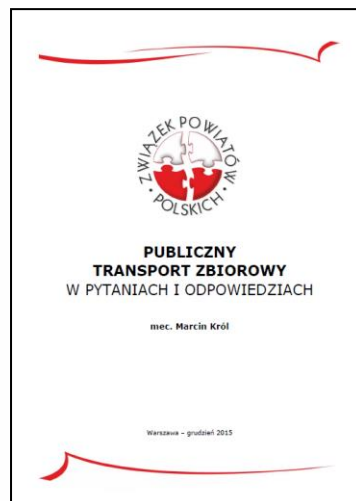 ZWIĄZEK POWIATÓW
POLSKICH
PUBLICZNY
TRANSPORT ZBIOROWY
W PYTANIACH I ODPOWIEDZIACH
mec. Marcin Król
Warszawa – grudzień 2015